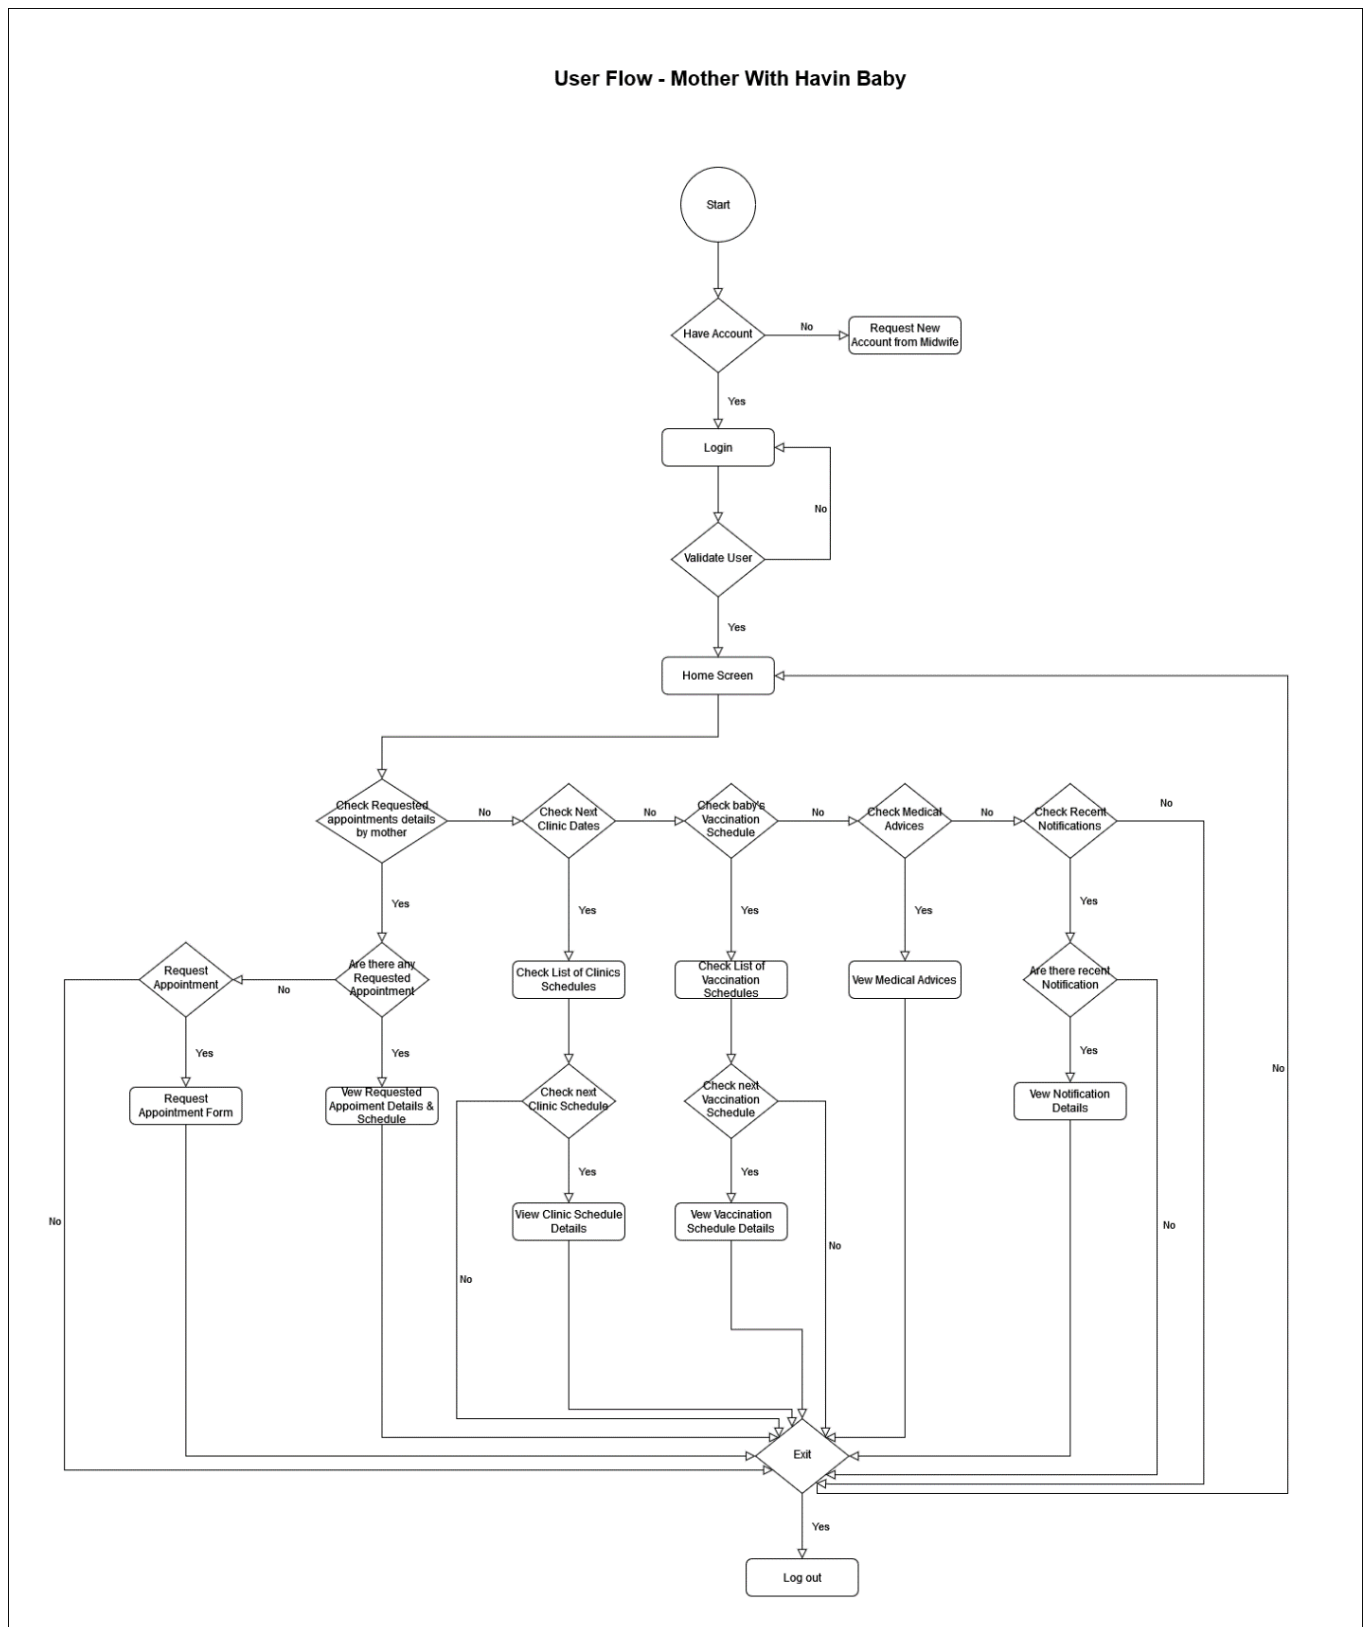 User Flow - Mother With Havin Baby
Start
Have Account
No
Request New
Account from Midwife
Yes
Login
No
Validate User
Yes
Home Screen
Check Requested
appointments details
by mother
No
Check Next
Clinic Dates
No
Check baby's
Vaccination
Schedule
No
Check Medical
Advices
No
Check Recent
Notifications
No
Yes
Yes
Yes
Yes
Yes
Request
Appointment
No
Are there any
Requested
Appointment
Check List of Clinics
Schedules
Check List of
Vaccination
Schedules
Vew Medical Advices
Are there recent
Notification
Yes
Yes
Yes
No
Request
Appointment Form
Vew Requested
Appoiment Details &
Schedule
Check next
Clinic Schedule
Check next
Vaccination
Schedule
Vew Notification
Details
Yes
Yes
No
View Clinic Schedule
Details
Vew Vaccination
Schedule Details
No
No
No
Exit
Yes
Log out